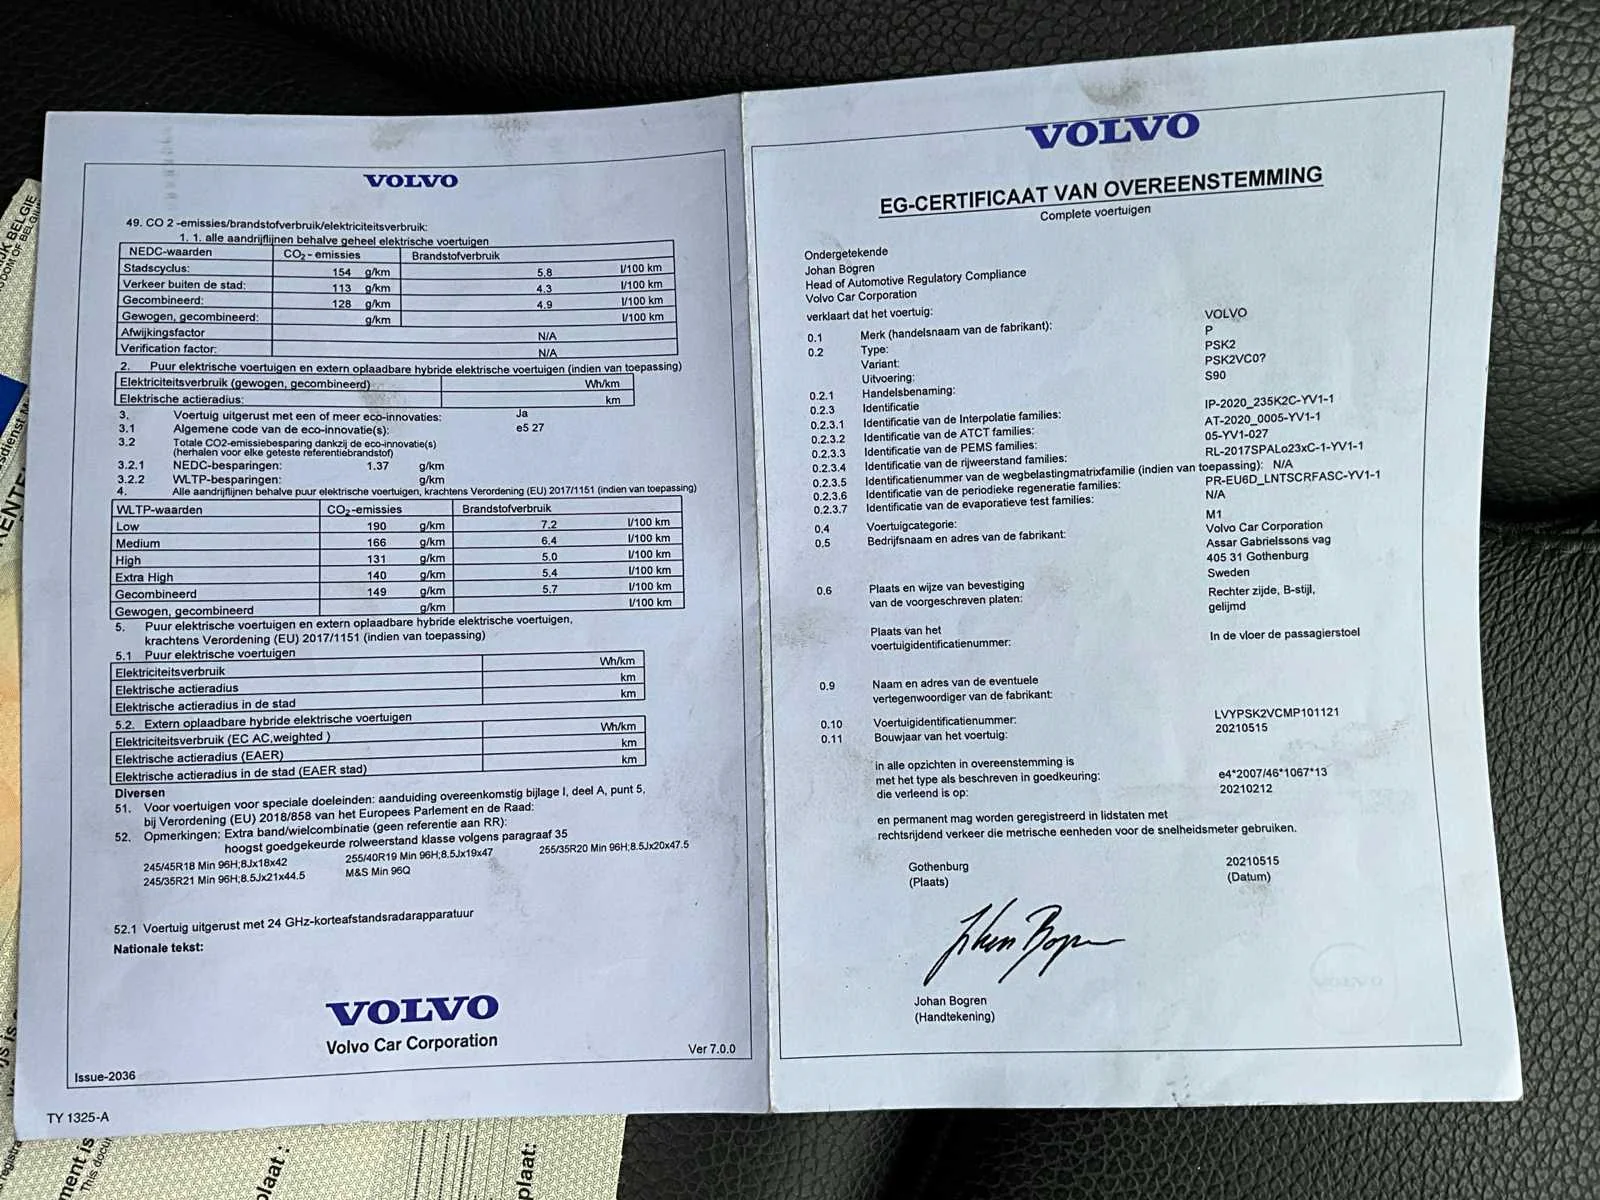 VOLVO
49. CO 2 -emissies/brandstofverbruik/elektriciteitsverbruik:
1. 1. alle aandrijflijnen behalve geheel elektrische voertuigen
NEDC-waarden CO2 - emissies Brandstofverbruik
Stadscyclus: 154 g/km 5.8 l/100 km
Verkeer buiten de stad: 113 g/km 4.3 l/100 km
Gecombineerd: 128 g/km 4.9 l/100 km
Gewogen, gecombineerd: g/km l/100 km
Afwijkingsfactor N/A
Verification factor: N/A
2. Puur elektrische voertuigen en extern oplaadbare hybride elektrische voertuigen (indien van toepassing)
Elektriciteitsverbruik (gewogen, gecombineerd) Wh/km
Elektrische actieradius: km
3. Voertuig uitgerust met een of meer eco-innovaties: Ja
3.1 Algemene code van de eco-innovatie(s): e5 27
3.2 Totale CO2-emissiebesparing dankzij de eco-innovatie(s)
(herhalen voor elke geteste referentiebrandstof)
3.2.1 NEDC-besparingen: 1.37 g/km
3.2.2 WLTP-besparingen: g/km
4. Alle aandrijflijnen behalve puur elektrische voertuigen, krachtens Verordening (EU) 2017/1151 (indien van toepassing)
WLTP-waarden CO2-emissies Brandstofverbruik
Low 190 g/km 7.2 l/100 km
Medium 166 g/km 6.4 l/100 km
High 131 g/km 5.0 l/100 km
Extra High 140 g/km 5.4 l/100 km
Gecombineerd 149 g/km 5.7 l/100 km
Gewogen, gecombineerd g/km l/100 km
5. Puur elektrische voertuigen en extern oplaadbare hybride elektrische voertuigen,
krachtens Verordening (EU) 2017/1151 (indien van toepassing)
5.1 Puur elektrische voertuigen
Elektriciteitsverbruik Wh/km
Elektrische actieradius km
Elektrische actieradius in de stad km
5.2. Extern oplaadbare hybride elektrische voertuigen
Elektriciteitsverbruik (EC AC,weighted ) Wh/km
Elektrische actieradius (EAER) km
Elektrische actieradius in de stad (EAER stad) km
Diversen
51. Voor voertuigen voor speciale doeleinden: aanduiding overeenkomstig bijlage I, deel A, punt 5,
bij Verordening (EU) 2018/858 van het Europees Parlement en de Raad:
52. Opmerkingen: Extra band/wielcombinatie (geen referentie aan RR):
hoogst goedgekeurde rolweerstand klasse volgens paragraaf 35
245/45R18 Min 96H;8Jx18x42 255/40R19 Min 96H;8.5Jx19x47 255/35R20 Min 96H;8.5Jx20x47.5
245/35R21 Min 96H;8.5Jx21x44.5 M&S Min 96Q
52.1 Voertuig uitgerust met 24 GHz-korteafstandsradarapparatuur
Nationale tekst:
VOLVO
Volvo Car Corporation
Ver 7.0.0
Issue-2036
TY 1325-A
VOLVO
EG-CERTIFICAAT VAN OVEREENSTEMMING
Complete voertuigen
Ondergetekende
Johan Bogren
Head of Automotive Regulatory Compliance
Volvo Car Corporation
verklaart dat het voertuig:
0.1 Merk (handelsnaam van de fabrikant): VOLVO
0.2 Type: P
Variant: PSK2
Uitvoering: PSK2VC0?
0.2.1 Handelsbenaming: S90
0.2.3 Identificatie
0.2.3.1 Identificatie van de Interpolatie families: IP-2020_235K2C-YV1-1
0.2.3.2 Identificatie van de ATCT families: AT-2020_0005-YV1-1
0.2.3.3 Identificatie van de PEMS families: 05-YV1-027
0.2.3.4 Identificatie van de rijweerstand families: RL-2017SPALo23xC-1-YV1-1
0.2.3.5 Identificatienummer van de wegbelastingmatrixfamilie (indien van toepassing): N/A
0.2.3.6 Identificatie van de periodieke regeneratie families: PR-EU6D_LNTSCRFASC-YV1-1
0.2.3.7 Identificatie van de evaporatieve test families: N/A
0.4 Voertuigcategorie: M1
0.5 Bedrijfsnaam en adres van de fabrikant: Volvo Car Corporation
Assar Gabrielssons vag
405 31 Gothenburg
Sweden
0.6 Plaats en wijze van bevestiging Rechter zijde, B-stijl,
van de voorgeschreven platen: gelijmd
Plaats van het
voertuigidentificatienummer: In de vloer de passagierstoel
0.9 Naam en adres van de eventuele
vertegenwoordiger van de fabrikant:
0.10 Voertuigidentificatienummer: LVYPSK2VCMP101121
0.11 Bouwjaar van het voertuig: 20210515
in alle opzichten in overeenstemming is
met het type als beschreven in goedkeuring: e4*2007/46*1067*13
die verleend is op: 20210212
en permanent mag worden geregistreerd in lidstaten met
rechtsrijdend verkeer die metrische eenheden voor de snelheidsmeter gebruiken.
Gothenburg 20210515
(Plaats) (Datum)
Johan Bogren
Johan Bogren
(Handtekening)
plaat: